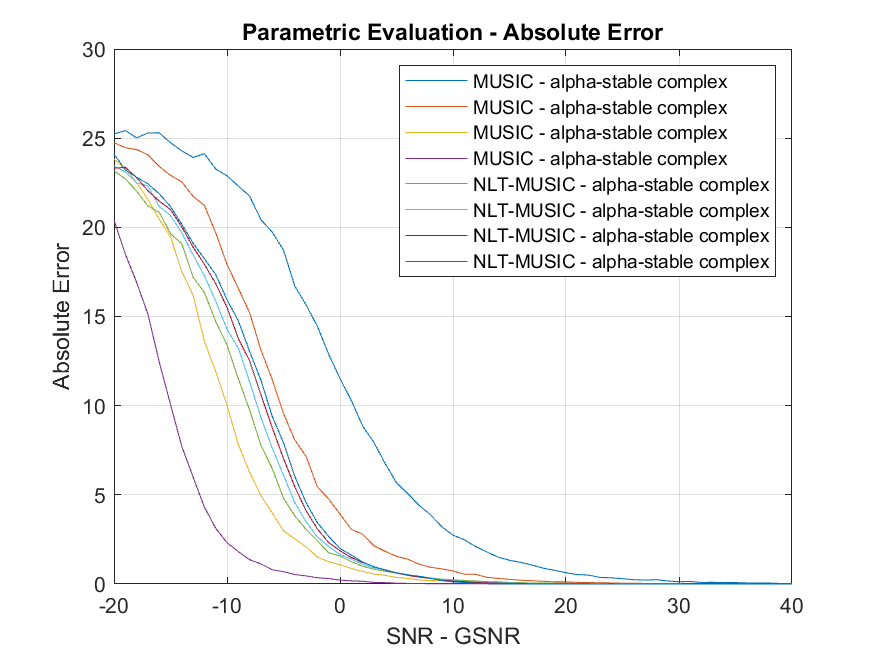 Parametric Evaluation - Absolute Error
30
25
20
15
10
5
0
Absolute Error
MUSIC - alpha-stable complex
MUSIC - alpha-stable complex
MUSIC - alpha-stable complex
MUSIC - alpha-stable complex
NLT-MUSIC - alpha-stable complex
NLT-MUSIC - alpha-stable complex
NLT-MUSIC - alpha-stable complex
NLT-MUSIC - alpha-stable complex
-20 -10 0 10 20 30 40
SNR - GSNR